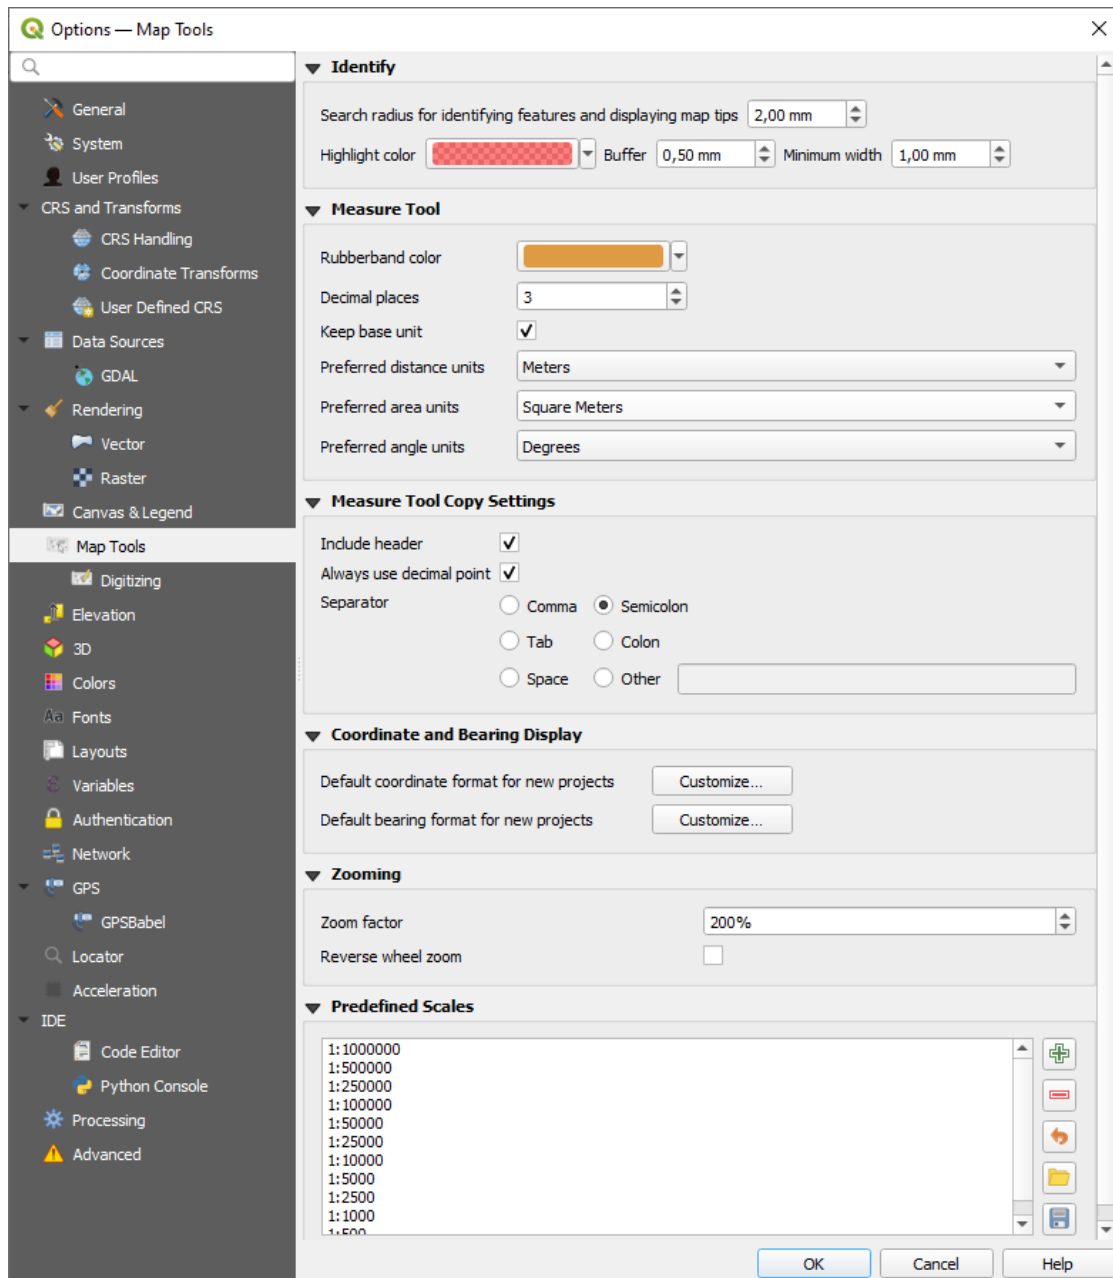 Options — Map Tools
General
System
User Profiles
CRS and Transforms
CRS Handling
Coordinate Transforms
User Defined CRS
Data Sources
GDAL
Rendering
Vector
Raster
Canvas & Legend
Map Tools
Digitizing
Elevation
3D
Colors
Aa Fonts
Layouts
ε Variables
Authentication
Network
GPS
GPSBabel
Locator
Acceleration
IDE
Code Editor
Python Console
Processing
Advanced
Identify
Search radius for identifying features and displaying map tips 2,00 mm
Highlight color Buffer 0,50 mm Minimum width 1,00 mm
Measure Tool
Rubberband color
Decimal places 3
Keep base unit
Preferred distance units Meters
Preferred area units Square Meters
Preferred angle units Degrees
Measure Tool Copy Settings
Include header
Always use decimal point
Separator Comma Semicolon
Tab Colon
Space Other
Coordinate and Bearing Display
Default coordinate format for new projects Customize...
Default bearing format for new projects Customize...
Zooming
Zoom factor 200%
Reverse wheel zoom
Predefined Scales
1:1000000
1:500000
1:250000
1:100000
1:50000
1:25000
1:10000
1:5000
1:2500
1:1000
1:500
OK Cancel Help